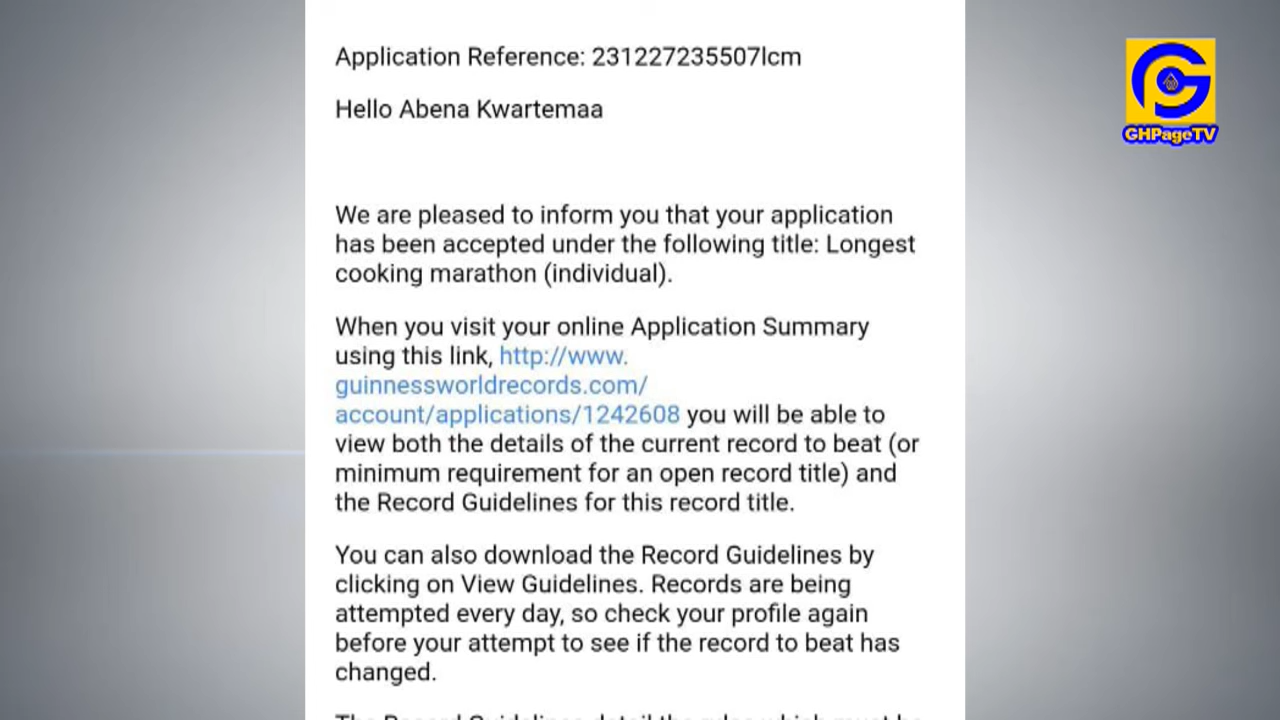 Application Reference: 231227235507lcm
GHPageTV
Hello Abena Kwartemaa
We are pleased to inform you that your application
has been accepted under the following title: Longest
cooking marathon (individual).
When you visit your online Application Summary
using this link, http://www.
guinnessworldrecords.com/
account/applications/1242608 you will be able to
view both the details of the current record to beat (or
minimum requirement for an open record title) and
the Record Guidelines for this record title.
You can also download the Record Guidelines by
clicking on View Guidelines. Records are being
attempted every day, so check your profile again
before your attempt to see if the record to beat has
changed.